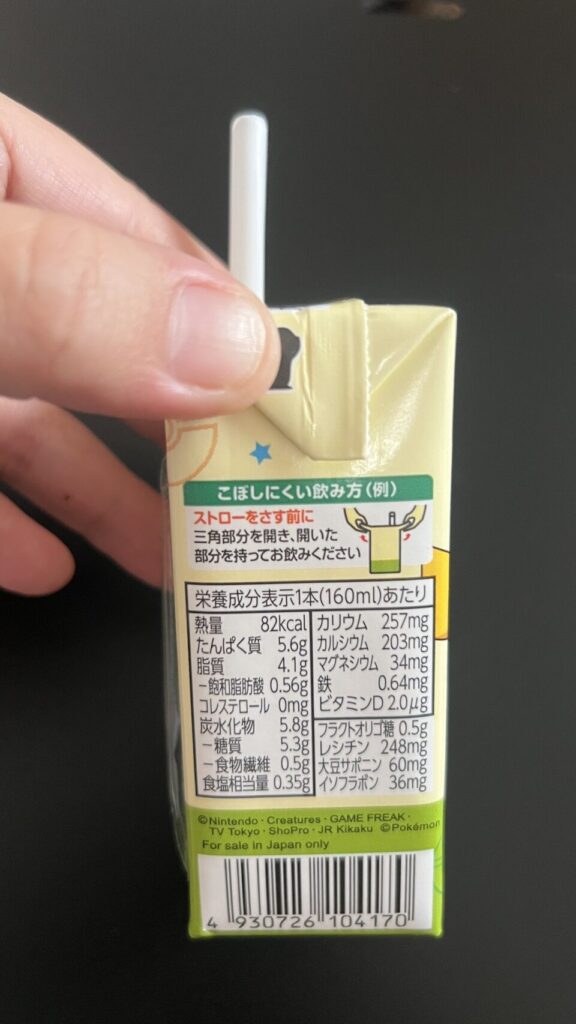 こぼしにくい飲み方(例)
ストローをさす前に
三角部分を開き、開いた
部分を持ってお飲みください
栄養成分表示1本(160ml)あたり
熱量 82kcal
たんぱく質 5.6g
脂質 4.1g
－飽和脂肪酸 0.56g
コレステロール 0mg
炭水化物 5.8g
－糖質 5.3g
－食物繊維 0.5g
食塩相当量 0.35g
カリウム 257mg
カルシウム 203mg
マグネシウム 34mg
鉄 0.64mg
ビタミンD 2.0μg
フラクトオリゴ糖 0.5g
レシチン 248mg
大豆サポニン 60mg
イソフラボン 36mg
©Nintendo・Creatures・GAME FREAK・
TV Tokyo・ShoPro・JR Kikaku ©Pokémon
For sale in Japan only
4 930726 104170